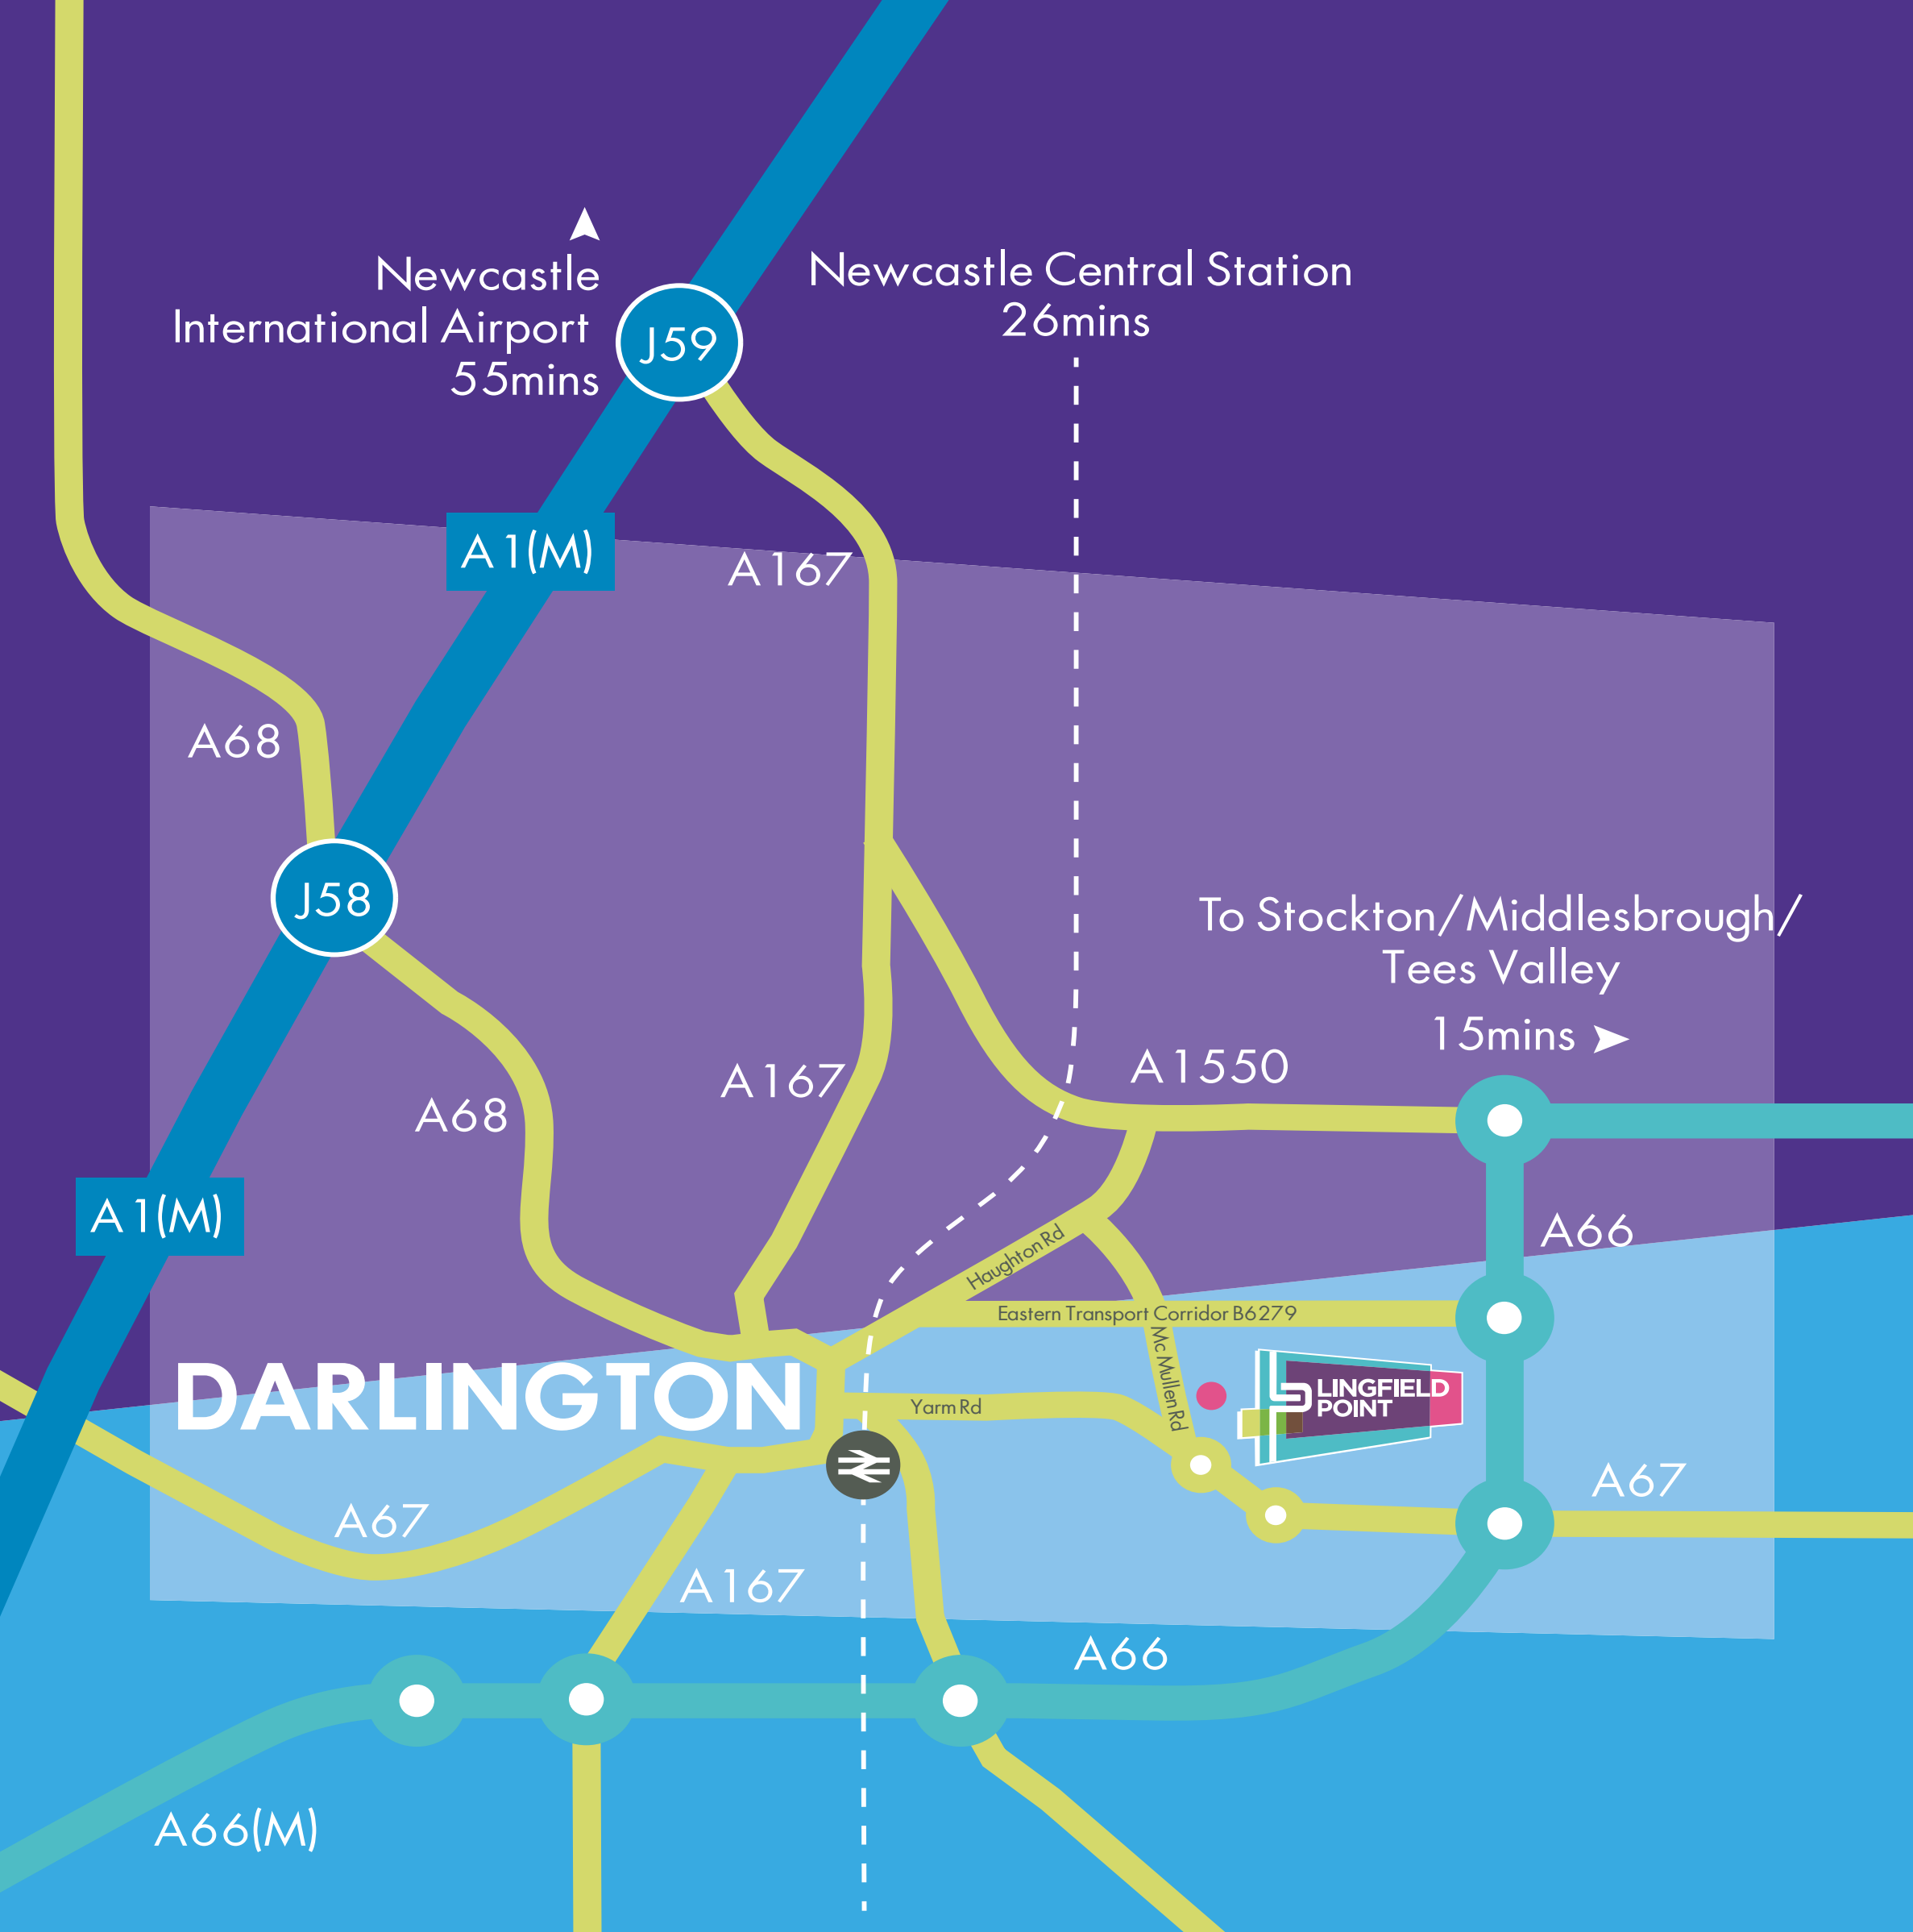 Newcastle
International Airport
55mins
J59
Newcastle Central Station
26mins
A1(M)
A167
A68
J58
To Stockton/Middlesbrough/
Tees Valley
15mins
A1550
A167
A68
A1(M)
A66
Haughton Rd
Eastern Transport Corridor B6279
Mc Mullen Rd
DARLINGTON
LINGFIELD
POINT
Yarm Rd
A67
A67
A167
A66
A66(M)